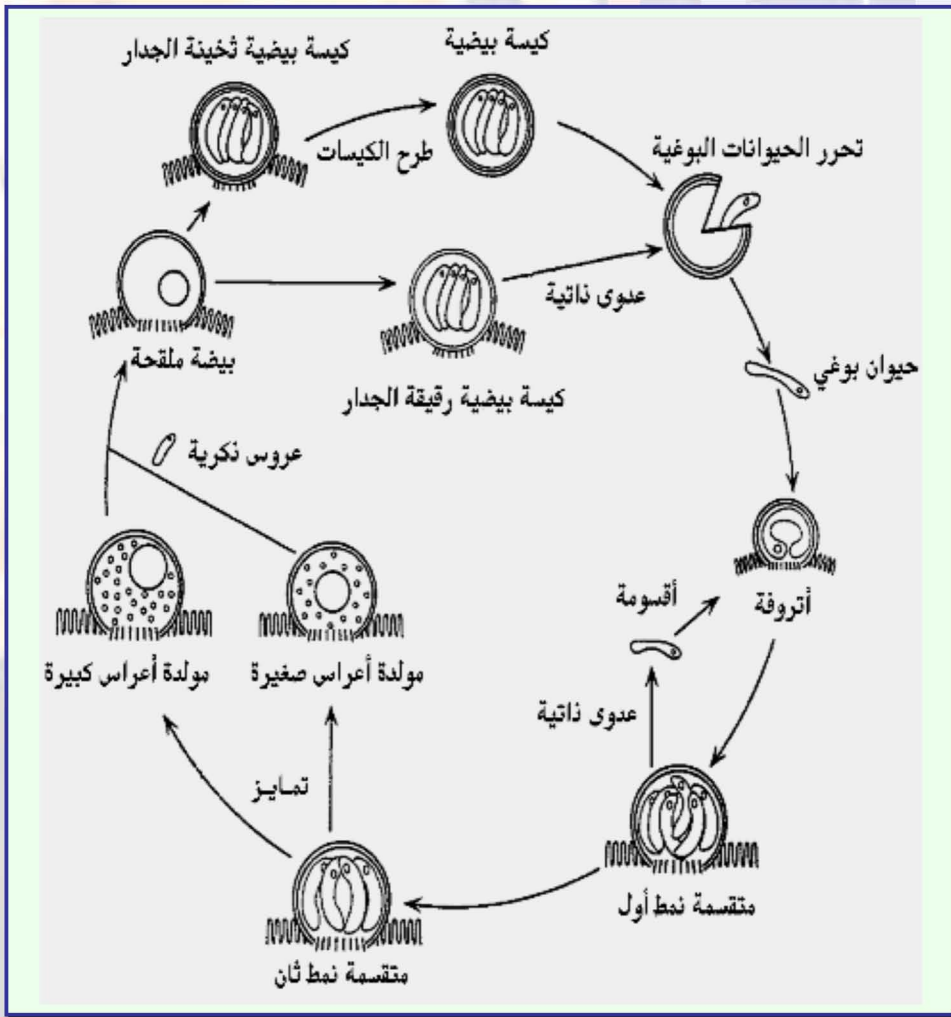 كيسة بيضية ثخينة الجدار
كيسة بيضية
طرح الكيسات
تحرر الحيوانات البوغية
عدوى ذاتية
بيضة ملقحة
كيسة بيضية رقيقة الجدار
حيوان بوغي
عروس ذكرية
أتروفة
أقسومة
مولدة أعراس كبيرة
مولدة أعراس صغيرة
عدوى ذاتية
تمايز
متقسمة نمط أول
متقسمة نمط ثان